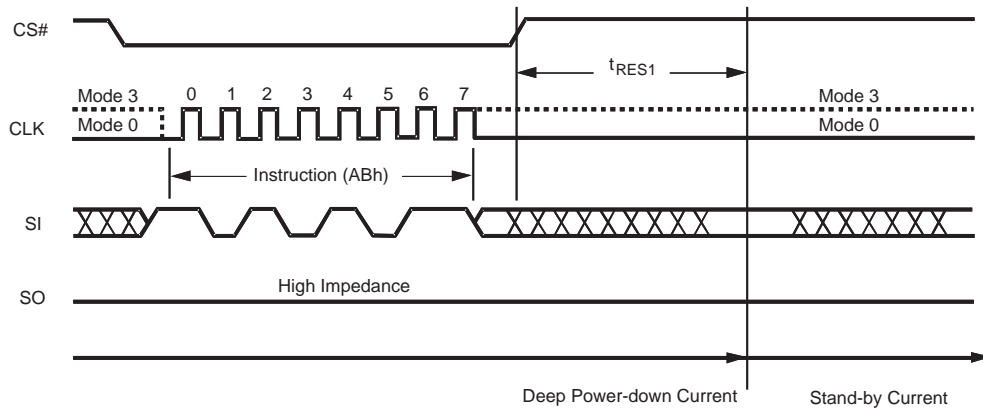 CS#
tRES1
Mode 3 0 1 2 3 4 5 6 7 Mode 3
CLK Mode 0 Mode 0
Instruction (ABh)
SI
High Impedance
SO
Deep Power-down Current Stand-by Current